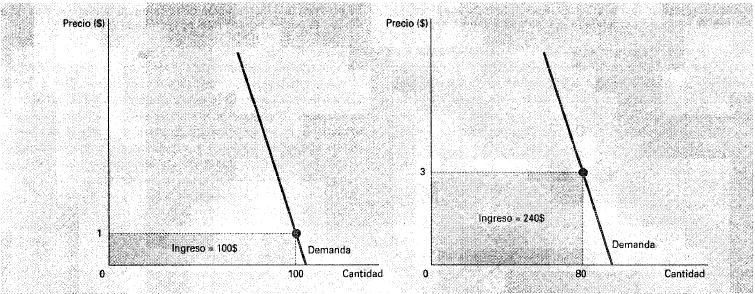 Precio ($)
1
Ingreso = 100$
Demanda
0
100
Cantidad
Precio ($)
3
Ingreso = 240$
Demanda
0
80
Cantidad